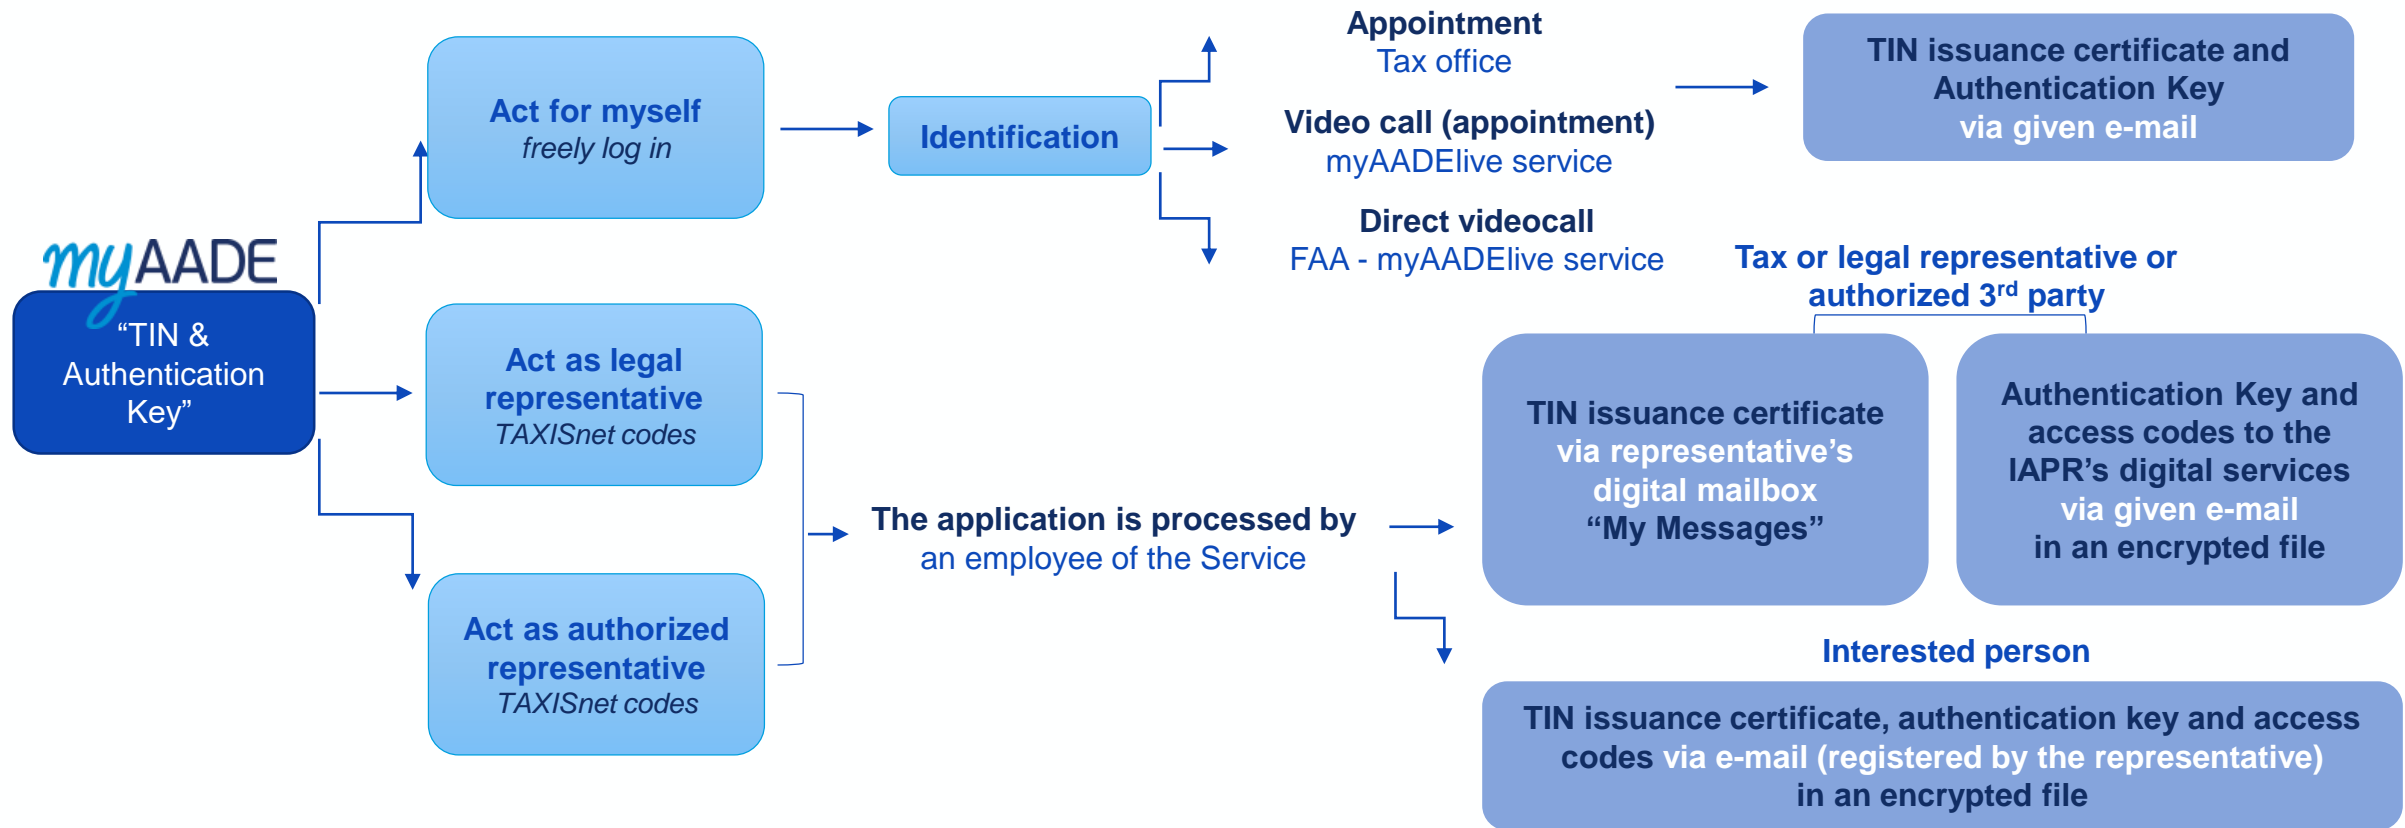 myAADE
“TIN &
Authentication
Key”
Act for myself
freely log in
Identification
Appointment
Tax office
Video call (appointment)
myAADElive service
Direct videocall
FAA - myAADElive service
TIN issuance certificate and
Authentication Key
via given e-mail
Act as legal
representative
TAXISnet codes
Act as authorized
representative
TAXISnet codes
The application is processed by
an employee of the Service
Tax or legal representative or
authorized 3rd party
TIN issuance certificate
via representative’s
digital mailbox
“My Messages”
Authentication Key and
access codes to the
IAPR’s digital services
via given e-mail
in an encrypted file
Interested person
TIN issuance certificate, authentication key and access
codes via e-mail (registered by the representative)
in an encrypted file